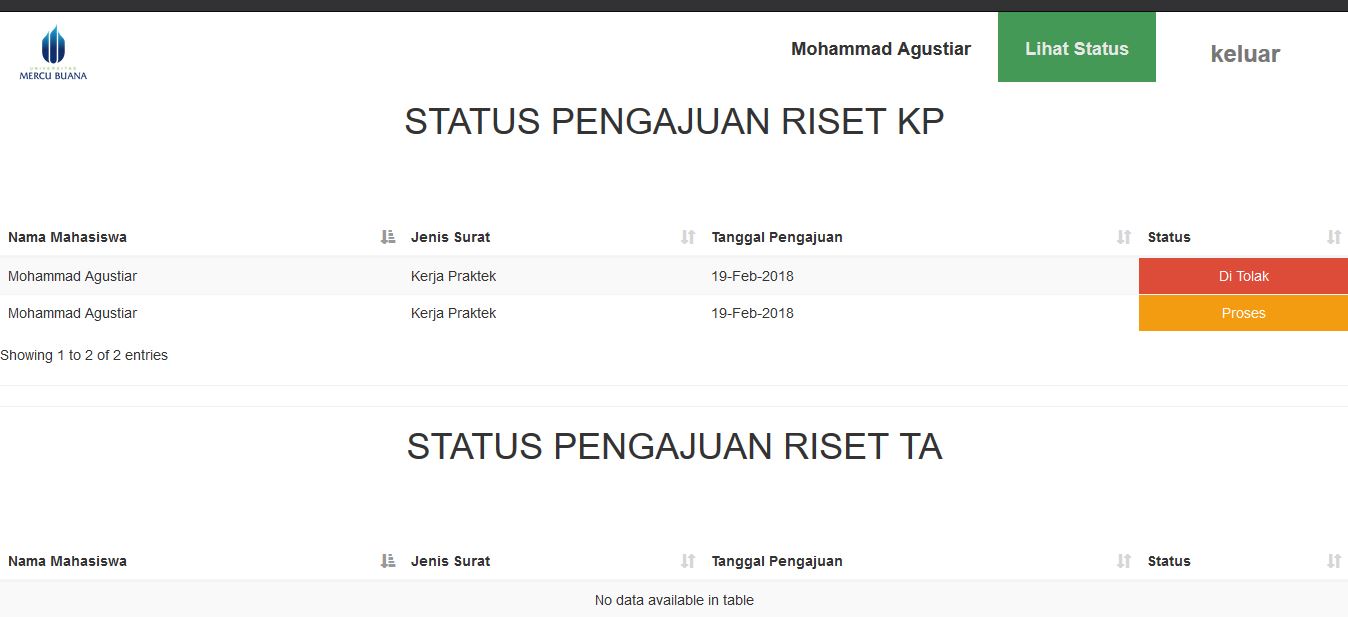 UNIVERSITAS
MERCU BUANA
Mohammad Agustiar
Lihat Status
keluar
STATUS PENGAJUAN RISET KP
Nama Mahasiswa Jenis Surat Tanggal Pengajuan Status
Mohammad Agustiar Kerja Praktek 19-Feb-2018 Di Tolak
Mohammad Agustiar Kerja Praktek 19-Feb-2018 Proses
Showing 1 to 2 of 2 entries
STATUS PENGAJUAN RISET TA
Nama Mahasiswa Jenis Surat Tanggal Pengajuan Status
No data available in table